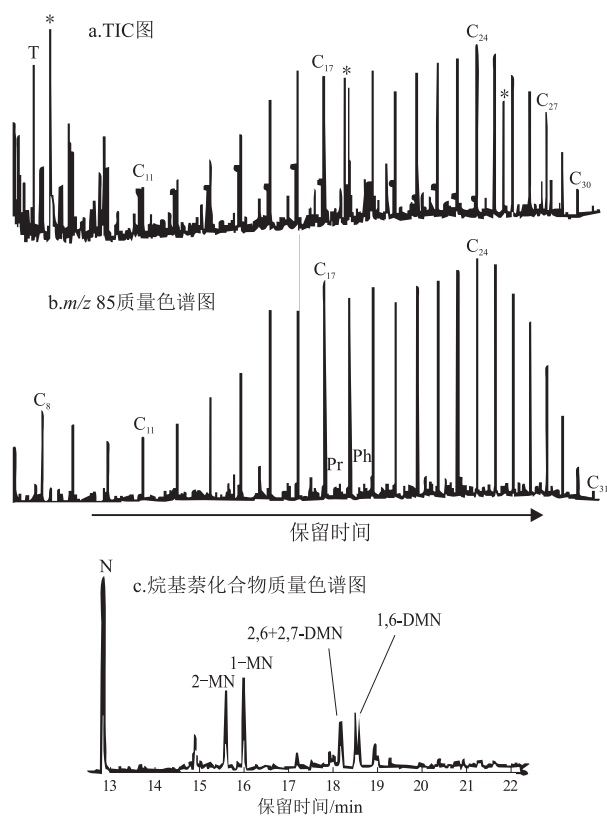 a.TIC图
T
*
C₁₁
C₁₇
*
C₂₄
*
C₂₇
C₃₀
b.m/z 85质量色谱图
C₈
C₁₁
C₁₇
Pr
Ph
C₂₄
C₃₁
保留时间
c.烷基萘化合物质量色谱图
N
2-MN
1-MN
2,6+2,7-DMN
1,6-DMN
13 14 15 16 17 18 19 20 21 22
保留时间/min